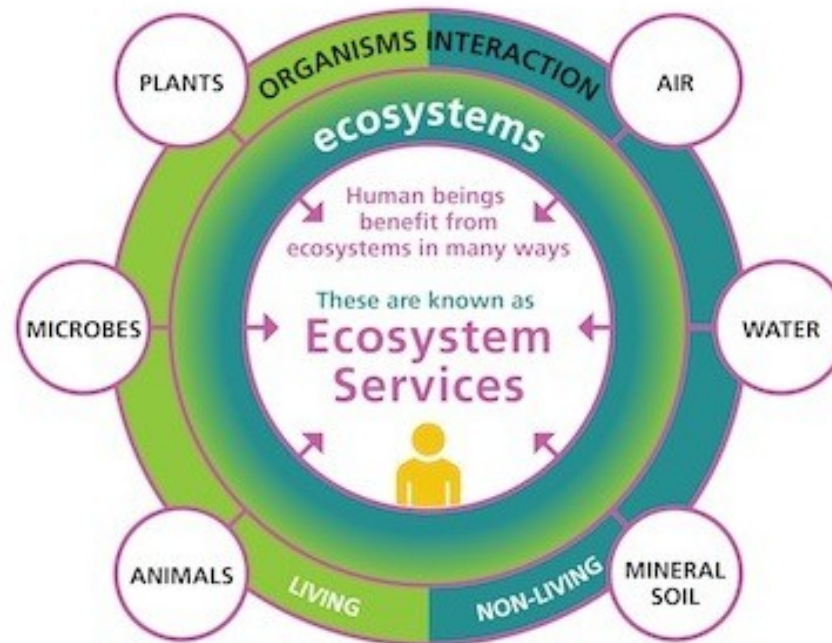 ORGANISMS INTERACTION
PLANTS
AIR
ecosystems
Human beings
benefit from
ecosystems in many ways
These are known as
Ecosystem
Services
MICROBES
WATER
ANIMALS
LIVING
NON-LIVING
MINERAL
SOIL